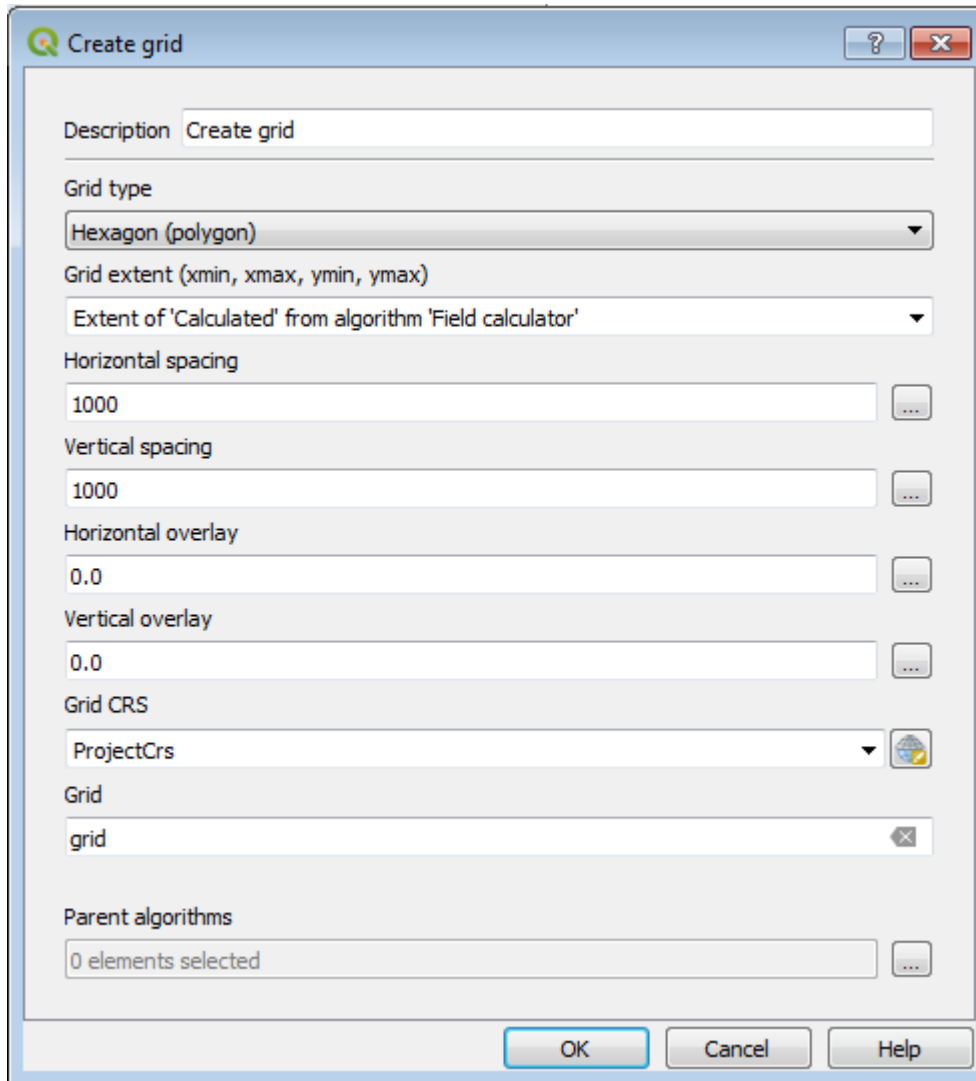 Create grid
Description Create grid
Grid type
Hexagon (polygon)
Grid extent (xmin, xmax, ymin, ymax)
Extent of 'Calculated' from algorithm 'Field calculator'
Horizontal spacing
1000
...
Vertical spacing
1000
...
Horizontal overlay
0.0
...
Vertical overlay
0.0
...
Grid CRS
ProjectCrs
Grid
grid
Parent algorithms
0 elements selected
...
OK Cancel Help